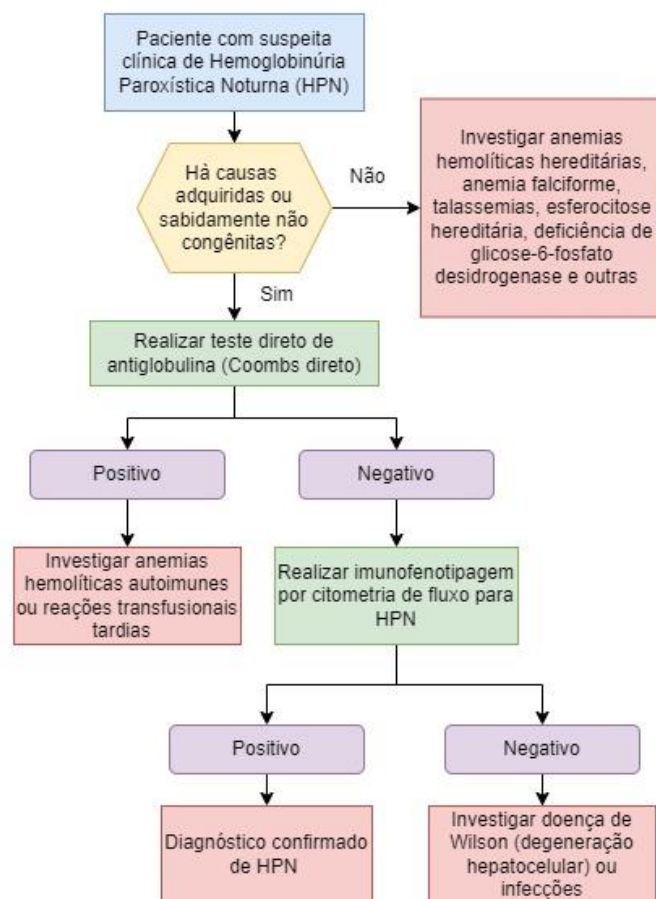 Paciente com suspeita
clínica de Hemoglobinúria
Paroxística Noturna (HPN)
Há causas
adquiridas ou
sabidamente não
congênitas?
Não
Investigar anemias
hemolíticas hereditárias,
anemia falciforme,
talassemias, esferocitose
hereditária, deficiência de
glicose-6-fosfato
desidrogenase e outras
Sim
Realizar teste direto de
antiglobulina (Coombs direto)
Positivo
Negativo
Investigar anemias
hemolíticas autoimunes
ou reações transfusionais
tardias
Realizar imunofenotipagem
por citometria de fluxo para
HPN
Positivo
Negativo
Diagnóstico confirmado
de HPN
Investigar doença de
Wilson (degeneração
hepatocelular) ou
infecções